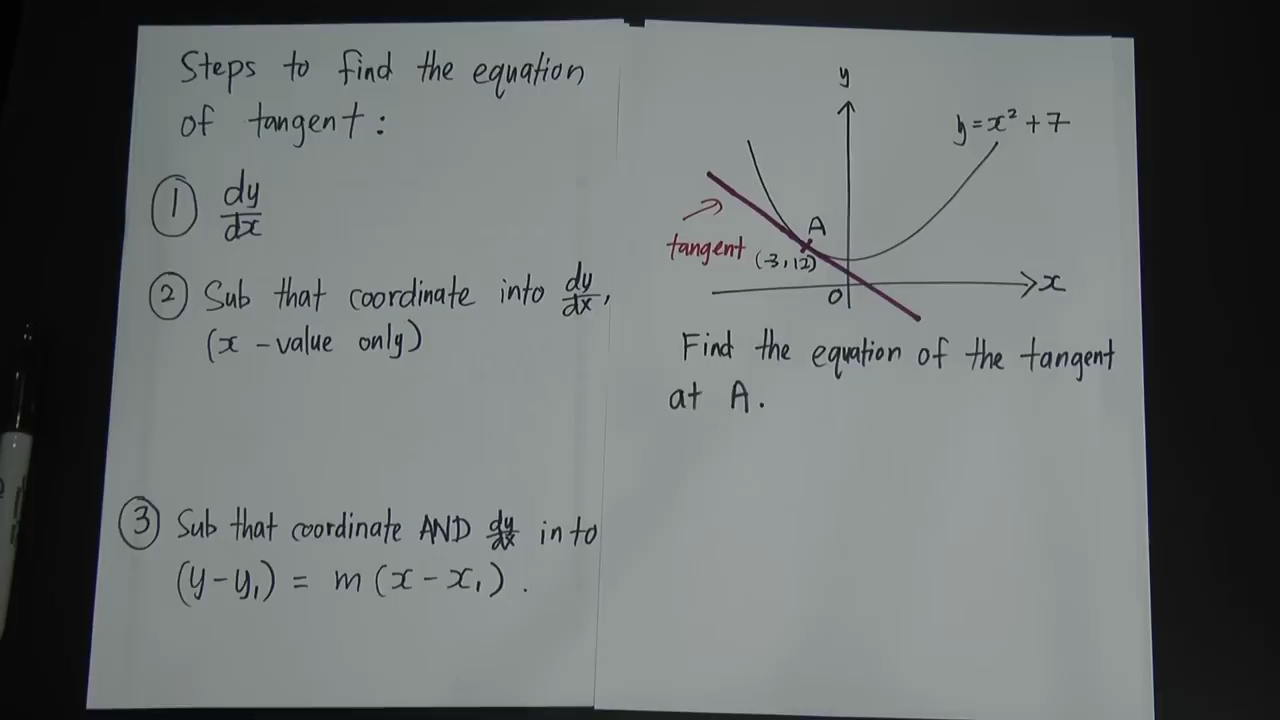 Steps to find the equation
of tangent:
① dy/dx
② Sub that coordinate into dy/dx,
(x - value only)
③ Sub that coordinate AND dy/dx into
(y - y₁) = m (x - x₁).
y
y = x² + 7
A
tangent
(-3, 12)
O
x
Find the equation of the tangent
at A.